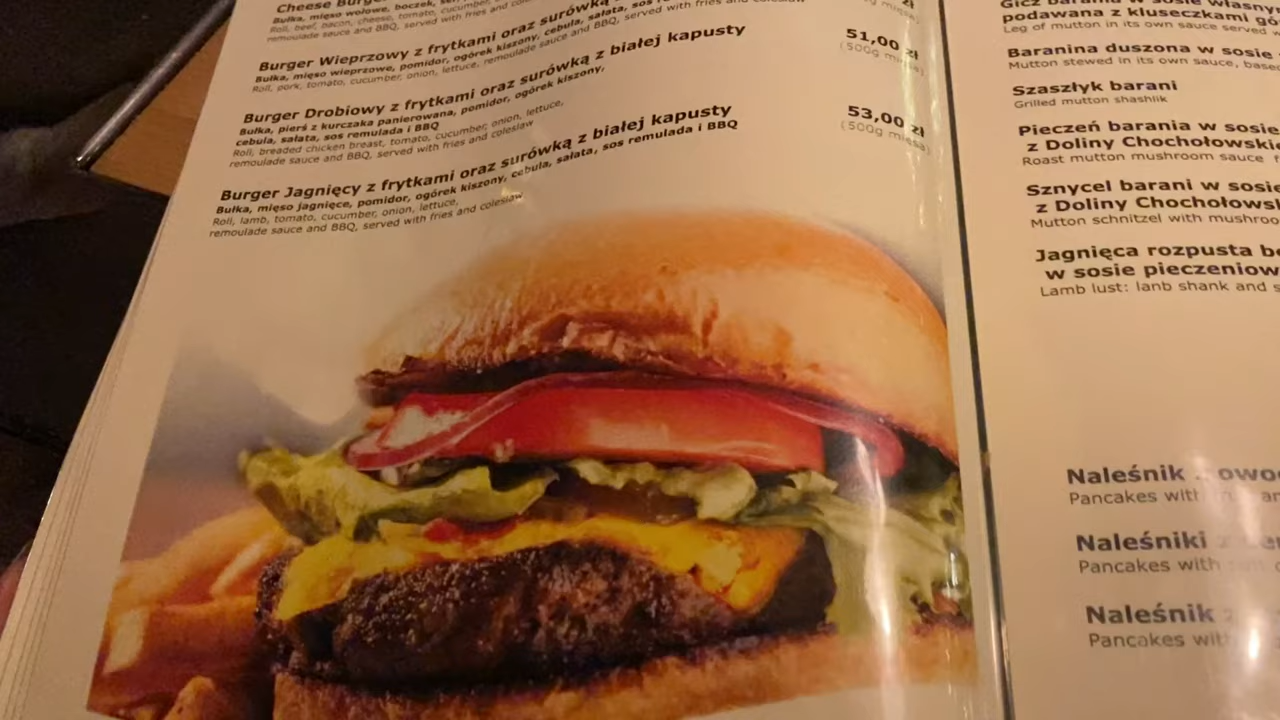 Cheese Burger
Bułka, mięso wołowe, boczek, ser,
Roll, beef, bacon, cheese, tomato, cucumber,
remoulade sauce and BBQ, served with fries and
Burger Wieprzowy z frytkami oraz surówką z
Bułka, mięso wieprzowe, pomidor, ogórek kiszony, cebula, sałata, sos
Roll, pork, tomato, cucumber, onion, lettuce, remoulade sauce and BBQ, served with fries and coleslaw
Burger Drobiowy z frytkami oraz surówką z białej kapusty
51,00 zł
(500g mięsa)
Bułka, pierś z kurczaka panierowana, pomidor, ogórek kiszony,
cebula, sałata, sos remulada i BBQ
Roll, breaded chicken breast, tomato, cucumber, onion, lettuce,
remoulade sauce and BBQ, served with fries and coleslaw
Burger Jagnięcy z frytkami oraz surówką z białej kapusty
53,00 zł
(500g mięsa)
Bułka, mięso jagnięce, pomidor, ogórek kiszony, cebula, sałata, sos remulada i BBQ
Roll, lamb, tomato, cucumber, onion, lettuce,
remoulade sauce and BBQ, served with fries and coleslaw
Gicz barania w sosie własnym
podawana z kluseczkami gó
Leg of mutton in its own sauce served w
Baranina duszona w sosie
Mutton stewed in its own sauce, based
Szaszłyk barani
Grilled mutton shashlik
Pieczeń barania w sosie
z Doliny Chochołowskie
Roast mutton mushroom sauce
Sznycel barani w sosie
z Doliny Chochołows
Mutton schnitzel with mushroo
Jagnięca rozpusta
w sosie pieczeniow
Lamb lust: lanb shank and s
Naleśnik z owo
Pancakes with
Naleśniki z
Pancakes with
Naleśnik
Pancakes with